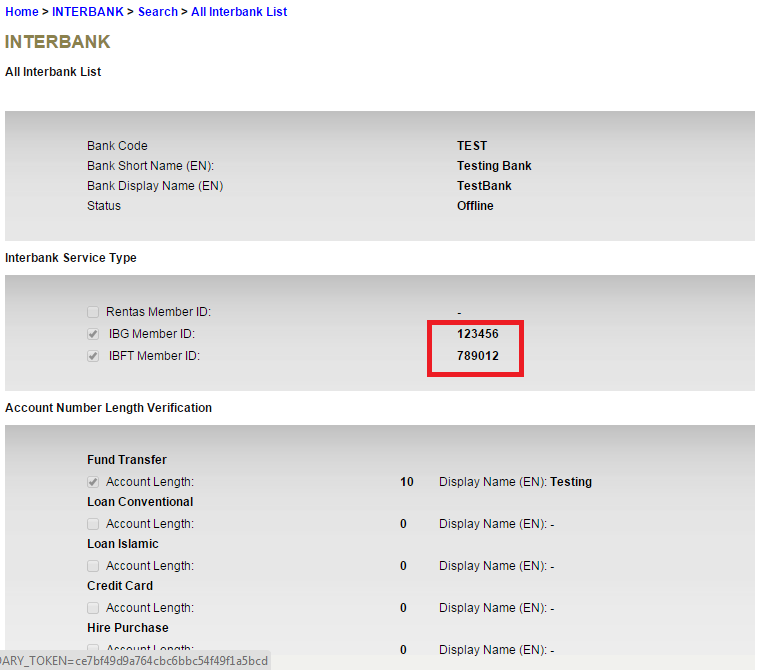 Home > INTERBANK > Search > All Interbank List
INTERBANK
All Interbank List
Bank Code TEST
Bank Short Name (EN): Testing Bank
Bank Display Name (EN) TestBank
Status Offline
Interbank Service Type
Rentas Member ID: -
IBG Member ID: 123456
IBFT Member ID: 789012
Account Number Length Verification
Fund Transfer
Account Length: 10 Display Name (EN): Testing
Loan Conventional
Account Length: 0 Display Name (EN): -
Loan Islamic
Account Length: 0 Display Name (EN): -
Credit Card
Account Length: 0 Display Name (EN): -
Hire Purchase
Account Length: 0 Display Name (EN): -
DARY_TOKEN=ce7bf49d9a764cbc6bbc54f49f1a5bcd